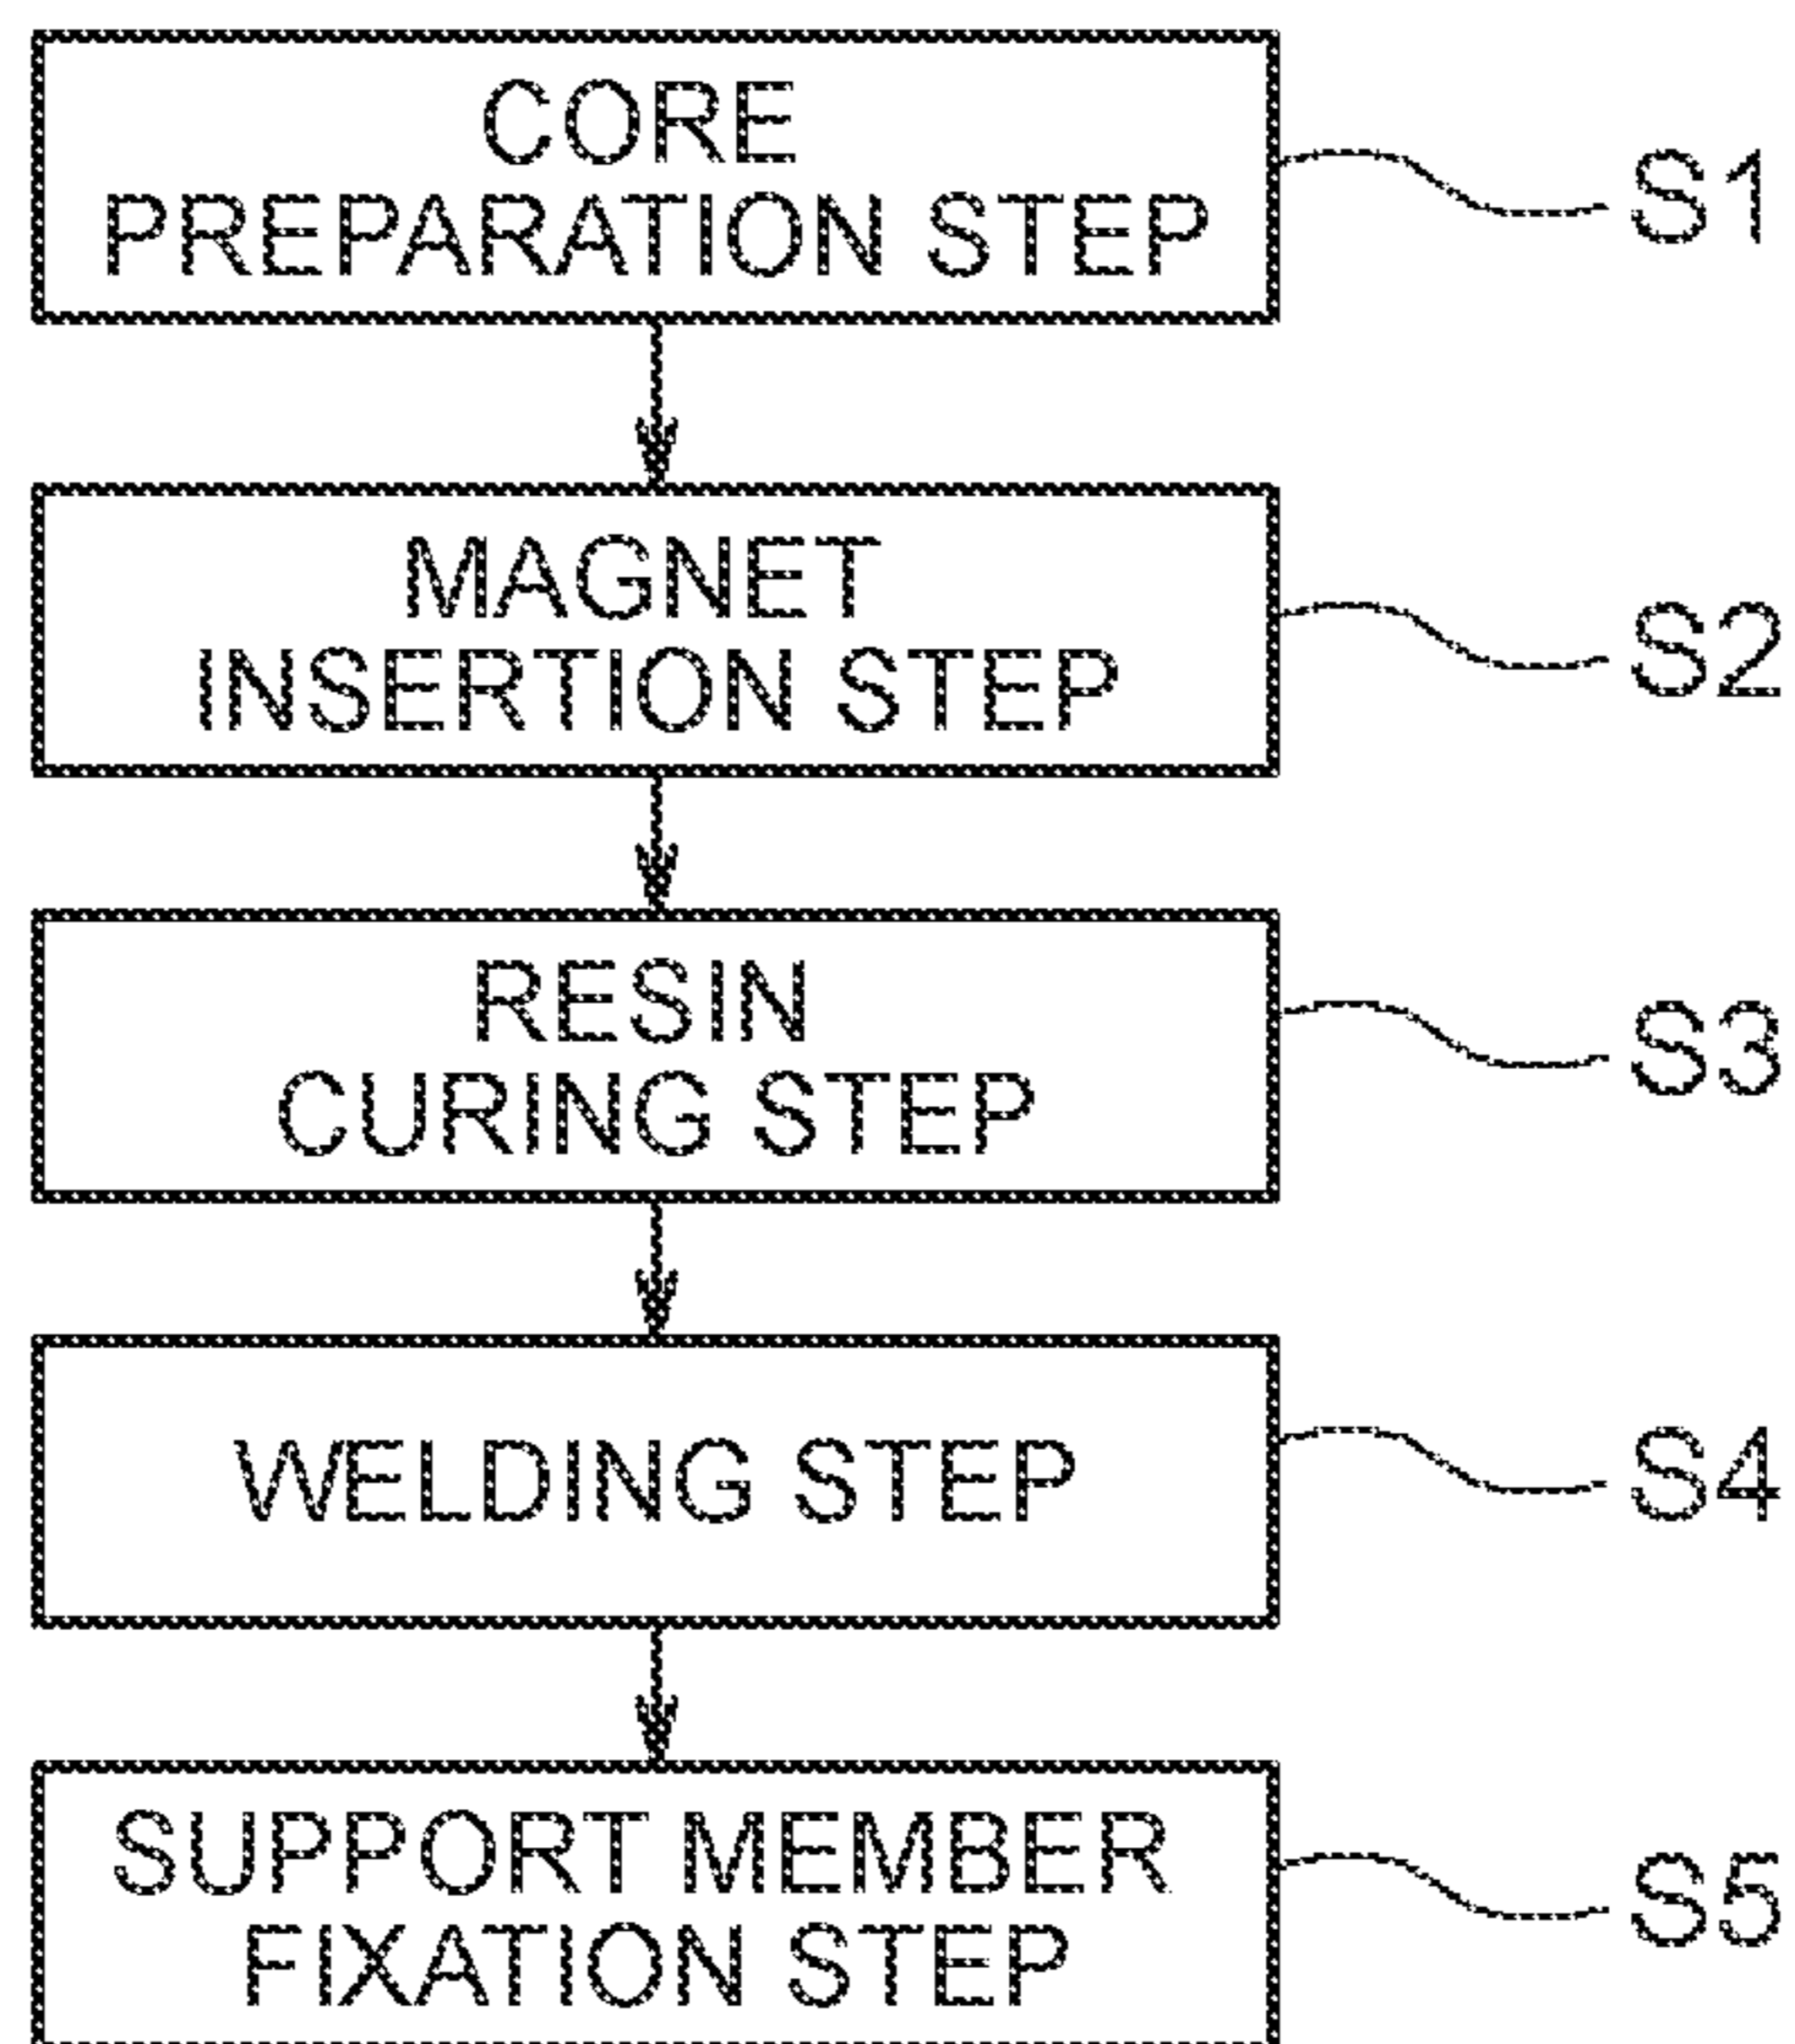 CORE
PREPARATION STEP
S1
MAGNET
INSERTION STEP
S2
RESIN
CURING STEP
S3
WELDING STEP
S4
SUPPORT MEMBER
FIXATION STEP
S5